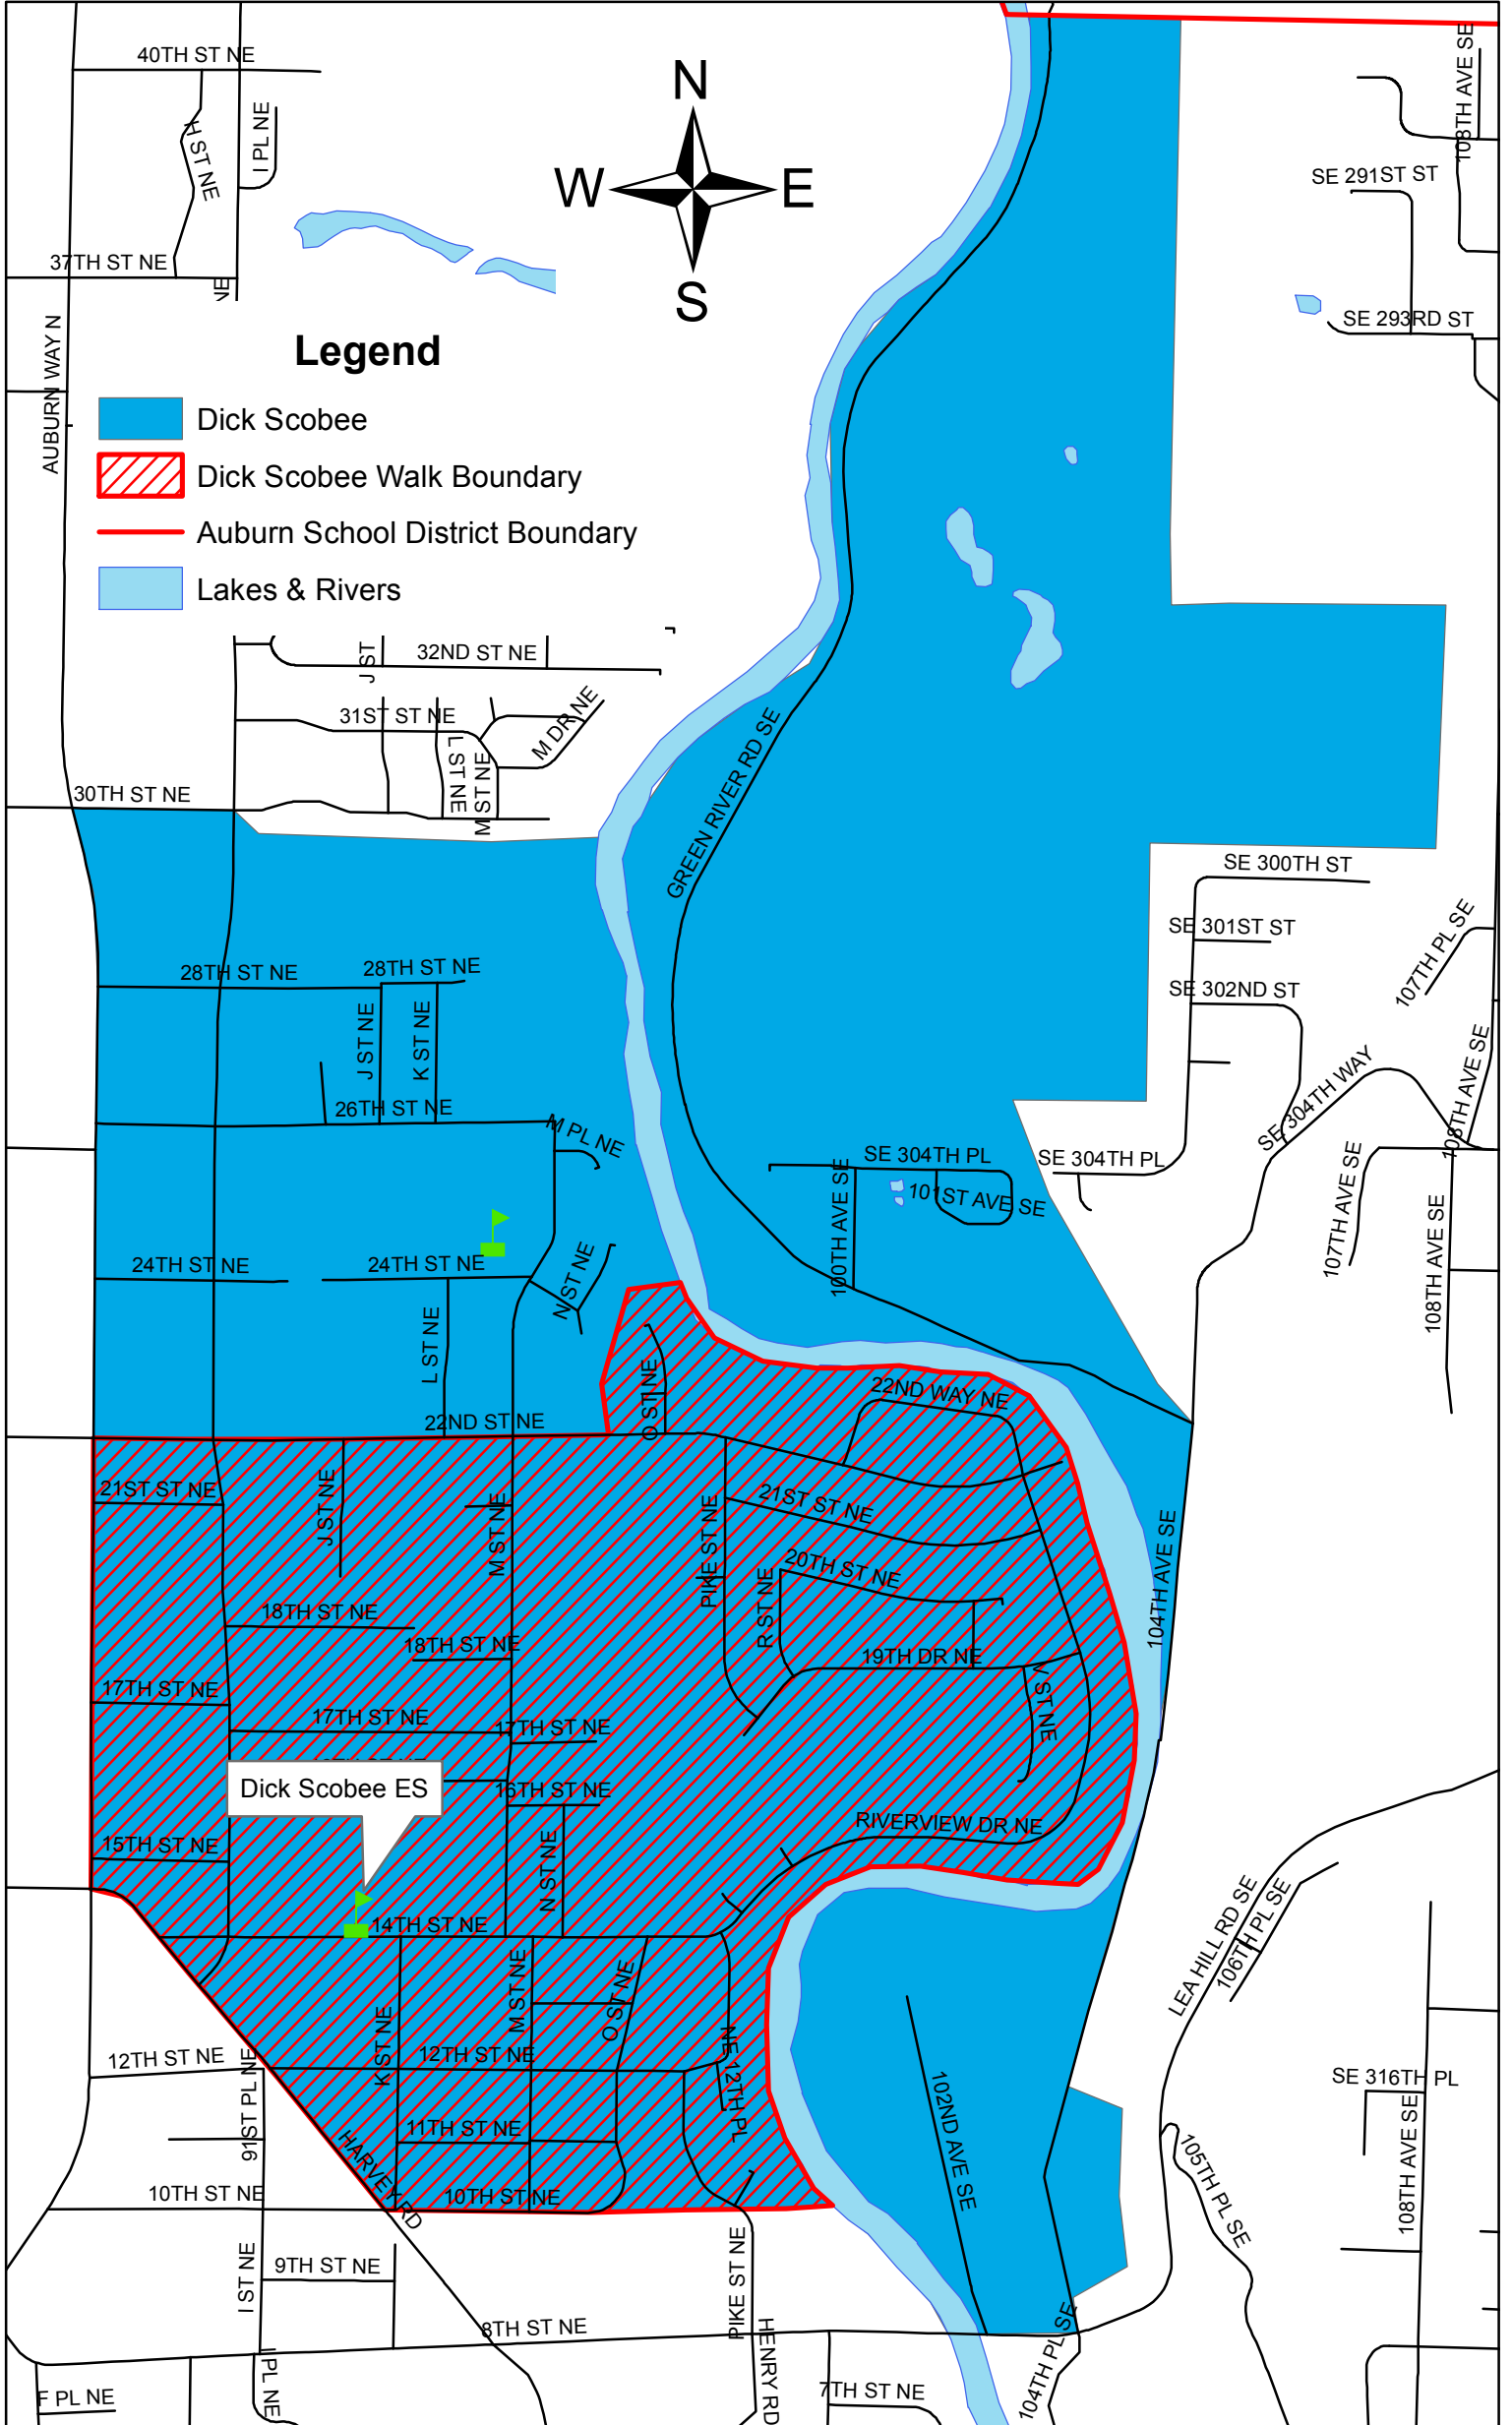 40TH ST NE
H ST NE
I PL NE
37TH ST NE
NE
AUBURN WAY N
N
W
E
S
108TH AVE SE
SE 291ST ST
SE 293RD ST
Legend
Dick Scobee
Dick Scobee Walk Boundary
Auburn School District Boundary
Lakes & Rivers
J ST
32ND ST NE
31ST ST NE
M DR NE
L ST NE
M ST NE
30TH ST NE
GREEN RIVER RD SE
SE 300TH ST
SE 301ST ST
SE 302ND ST
107TH PL SE
28TH ST NE
28TH ST NE
J ST NE
K ST NE
26TH ST NE
M PL NE
SE 304TH WAY
108TH AVE SE
SE 304TH PL
SE 304TH PL
100TH AVE SE
101ST AVE SE
107TH AVE SE
108TH AVE SE
24TH ST NE
24TH ST NE
N ST NE
L ST NE
O ST NE
22ND WAY NE
22ND ST NE
21ST ST NE
J ST NE
M ST NE
PIKE ST NE
21ST ST NE
20TH ST NE
R ST NE
104TH AVE SE
18TH ST NE
18TH ST NE
19TH DR NE
V ST NE
17TH ST NE
17TH ST NE
17TH ST NE
Dick Scobee ES
16TH ST NE
RIVERVIEW DR NE
15TH ST NE
N ST NE
14TH ST NE
LEA HILL RD SE
106TH PL SE
K ST NE
M ST NE
O ST NE
12TH ST NE
12TH ST NE
NE 12TH PL
91ST PL NE
11TH ST NE
HARVEY RD
102ND AVE SE
SE 316TH PL
105TH PL SE
108TH AVE SE
10TH ST NE
10TH ST NE
I ST NE
9TH ST NE
PIKE ST NE
8TH ST NE
HENRY RD
104TH PL SE
I PL NE
F PL NE
7TH ST NE